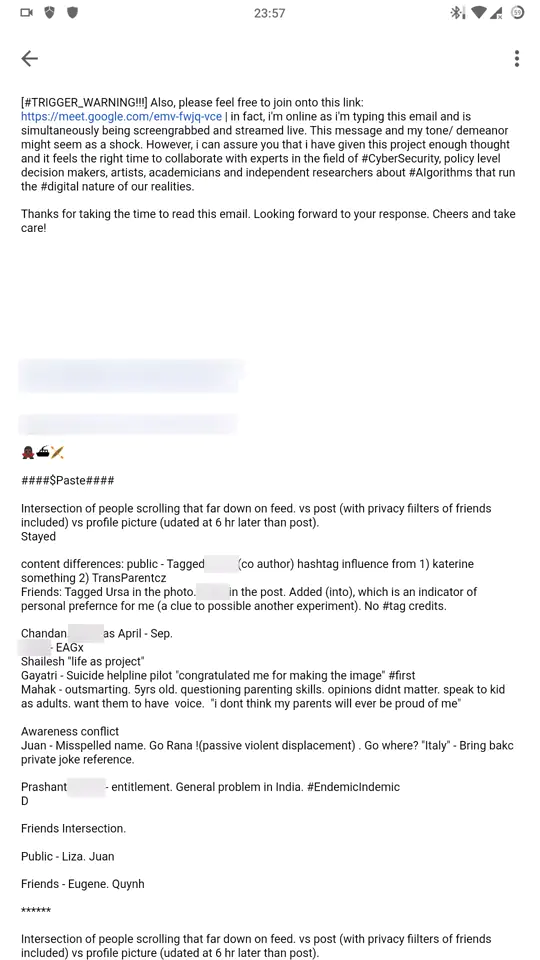 23:57
59
[#TRIGGER_WARNING!!!] Also, please feel free to join onto this link:
https://meet.google.com/emv-fwjq-vce | in fact, i'm online as i'm typing this email and is
simultaneously being screengrabbed and streamed live. This message and my tone/ demeanor
might seem as a shock. However, i can assure you that i have given this project enough thought
and it feels the right time to collaborate with experts in the field of #CyberSecurity, policy level
decision makers, artists, academicians and independent researchers about #Algorithms that run
the #digital nature of our realities.
Thanks for taking the time to read this email. Looking forward to your response. Cheers and take
care!
####$Paste####
Intersection of people scrolling that far down on feed. vs post (with privacy fiilters of friends
included) vs profile picture (udated at 6 hr later than post).
Stayed
content differences: public - Tagged (co author) hashtag influence from 1) katerine
something 2) TransParentcz
Friends: Tagged Ursa in the photo. in the post. Added (into), which is an indicator of
personal prefernce for me (a clue to possible another experiment). No #tag credits.
Chandan as April - Sep.
- EAGx
Shailesh "life as project"
Gayatri - Suicide helpline pilot "congratulated me for making the image" #first
Mahak - outsmarting. 5yrs old. questioning parenting skills. opinions didnt matter. speak to kid
as adults. want them to have  voice.  "i dont think my parents will ever be proud of me"
Awareness conflict
Juan - Misspelled name. Go Rana !(passive violent displacement) . Go where? "Italy" - Bring bakc
private joke reference.
Prashant - entitlement. General problem in India. #EndemicIndemic
D
Friends Intersection.
Public - Liza. Juan
Friends - Eugene. Quynh
******
Intersection of people scrolling that far down on feed. vs post (with privacy fiilters of friends
included) vs profile picture (udated at 6 hr later than post).